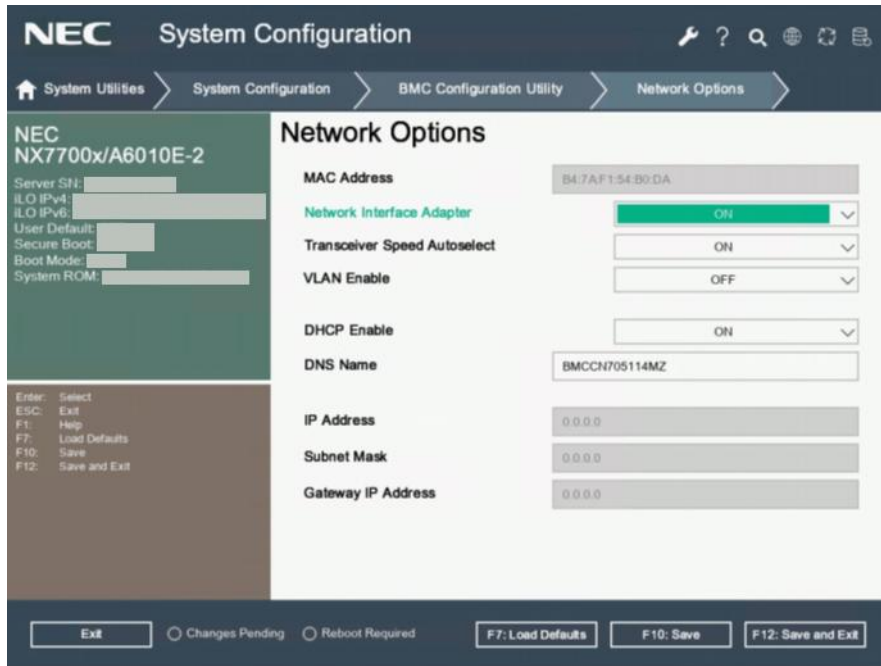 NEC System Configuration
System Utilities System Configuration BMC Configuration Utility Network Options
NEC
NX7700x/A6010E-2
Server SN:
iLO IPv4:
iLO IPv6:
User Default:
Secure Boot:
Boot Mode:
System ROM:
Enter: Select
ESC: Exit
F1: Help
F7: Load Defaults
F10: Save
F12: Save and Exit
Network Options
MAC Address B4:7A:F1:54:B0:DA
Network Interface Adapter ON
Transceiver Speed Autoselect ON
VLAN Enable OFF
DHCP Enable ON
DNS Name BMCCN705114MZ
IP Address 0.0.0.0
Subnet Mask 0.0.0.0
Gateway IP Address 0.0.0.0
Exit Changes Pending Reboot Required F7: Load Defaults F10: Save F12: Save and Exit